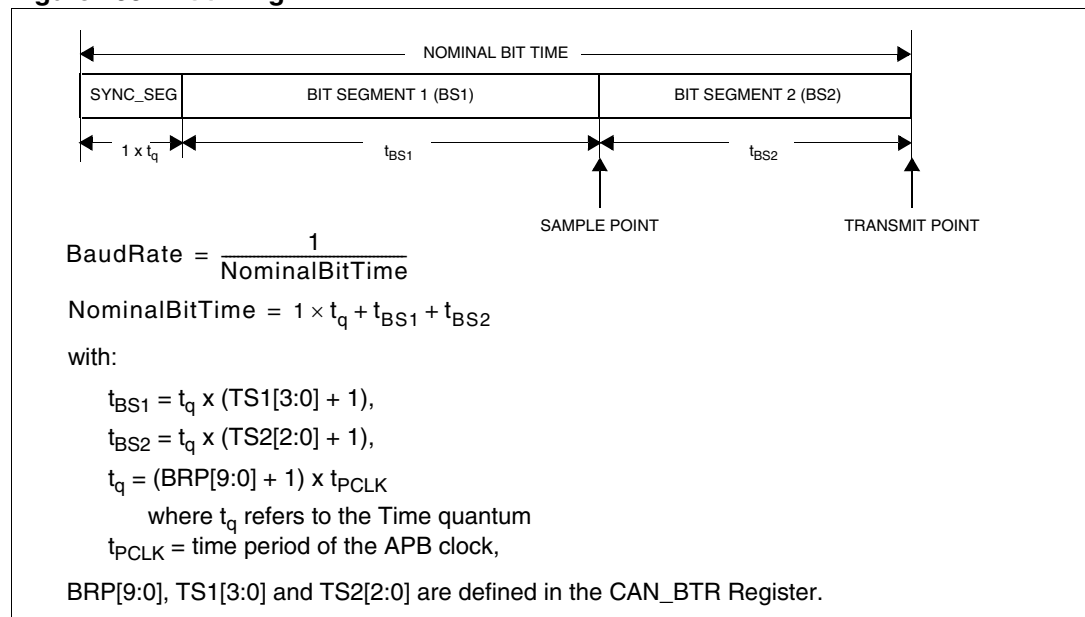 NOMINAL BIT TIME
SYNC_SEG BIT SEGMENT 1 (BS1) BIT SEGMENT 2 (BS2)
1 x tq tBS1 tBS2
SAMPLE POINT TRANSMIT POINT
BaudRate = 1 / NominalBitTime
NominalBitTime = 1 × tq + tBS1 + tBS2
with:
tBS1 = tq x (TS1[3:0] + 1),
tBS2 = tq x (TS2[2:0] + 1),
tq = (BRP[9:0] + 1) x tPCLK
where tq refers to the Time quantum
tPCLK = time period of the APB clock,
BRP[9:0], TS1[3:0] and TS2[2:0] are defined in the CAN_BTR Register.